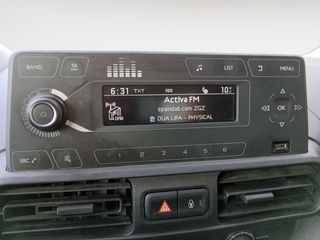 BAND TA LIST MENU
6:31 TXT 10°
Activa FM
spaindab com ZGZ
DAB
DUA LIPA - PHYSICAL
OK
SRC 1 2 3 4 5 6